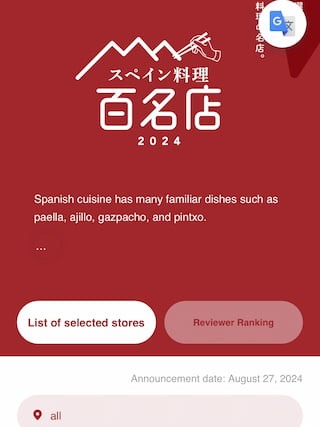 料理の名店。
スペイン料理
百名店
2024
Spanish cuisine has many familiar dishes such as
paella, ajillo, gazpacho, and pintxo.
...
List of selected stores
Reviewer Ranking
Announcement date: August 27, 2024
all